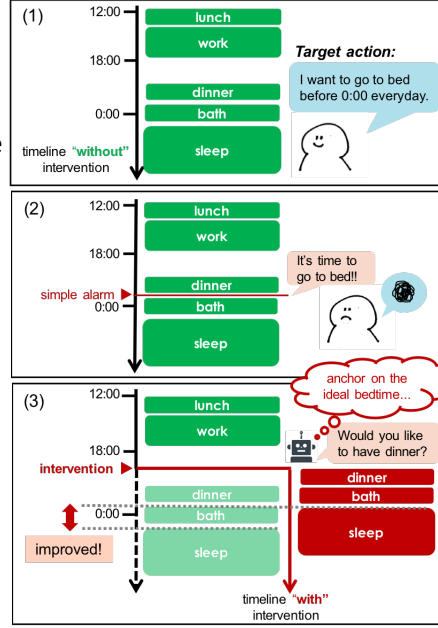 (1)
12:00
lunch
work
18:00
dinner
0:00
bath
sleep
timeline "without"
intervention
Target action:
I want to go to bed
before 0:00 everyday.
e
(2)
12:00
lunch
work
18:00
It's time to
go to bed!!
dinner
simple alarm
0:00
bath
sleep
(3)
12:00
lunch
work
18:00
anchor on the
ideal bedtime...
Would you like
to have dinner?
intervention
dinner
bath
sleep
dinner
0:00
bath
sleep
improved!
timeline "with"
intervention